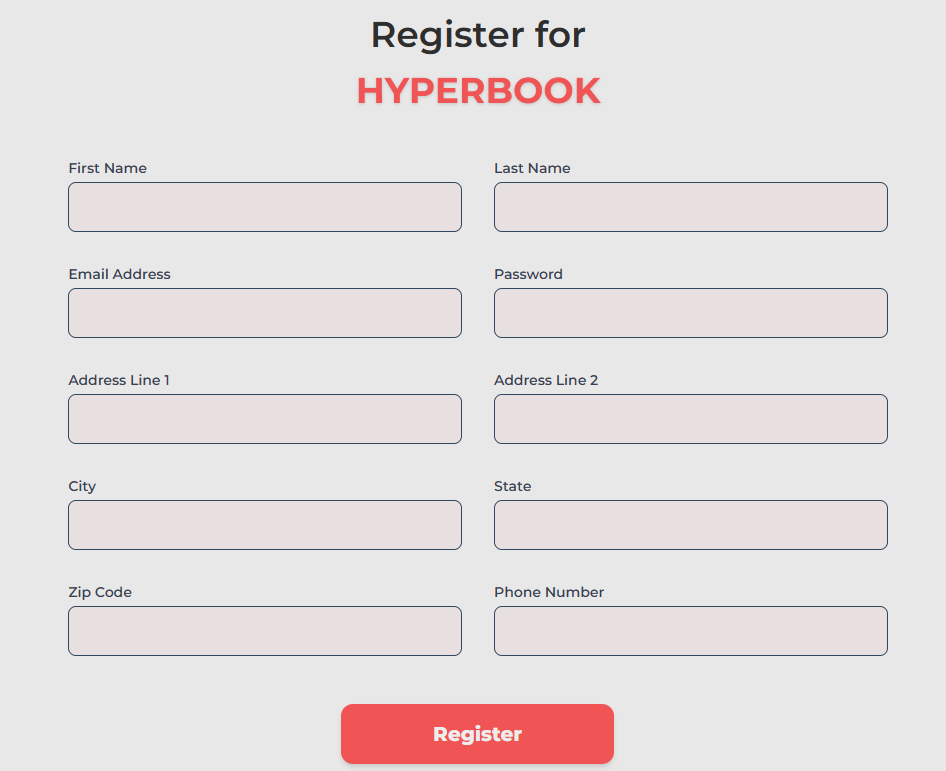 Register for
HYPERBOOK
First Name
Last Name
Email Address
Password
Address Line 1
Address Line 2
City
State
Zip Code
Phone Number
Register